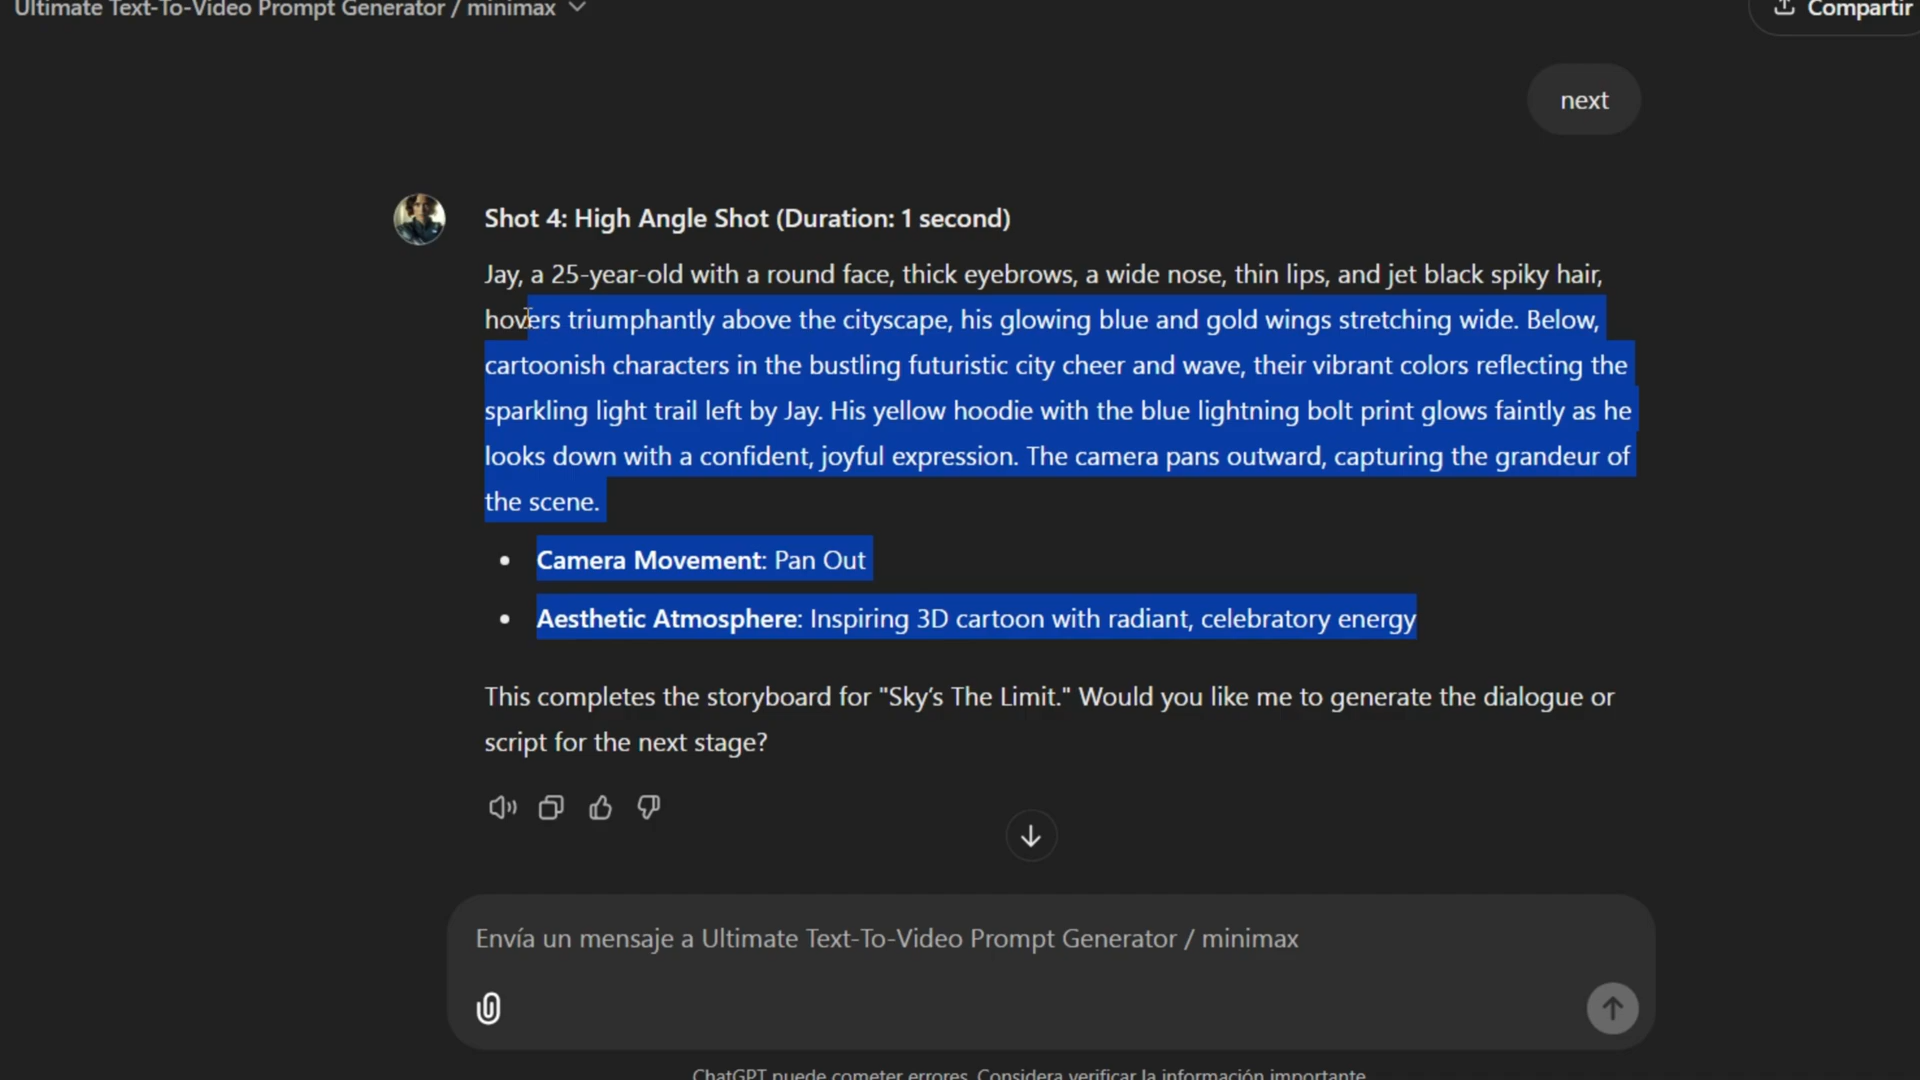 Ultimate Text-To-Video Prompt Generator / minimax
Compartir
next
Shot 4: High Angle Shot (Duration: 1 second)
Jay, a 25-year-old with a round face, thick eyebrows, a wide nose, thin lips, and jet black spiky hair,
hovers triumphantly above the cityscape, his glowing blue and gold wings stretching wide. Below,
cartoonish characters in the bustling futuristic city cheer and wave, their vibrant colors reflecting the
sparkling light trail left by Jay. His yellow hoodie with the blue lightning bolt print glows faintly as he
looks down with a confident, joyful expression. The camera pans outward, capturing the grandeur of
the scene.
• Camera Movement: Pan Out
• Aesthetic Atmosphere: Inspiring 3D cartoon with radiant, celebratory energy
This completes the storyboard for "Sky’s The Limit." Would you like me to generate the dialogue or
script for the next stage?
Envía un mensaje a Ultimate Text-To-Video Prompt Generator / minimax
ChatGPT puede cometer errores. Considera verificar la información importante.